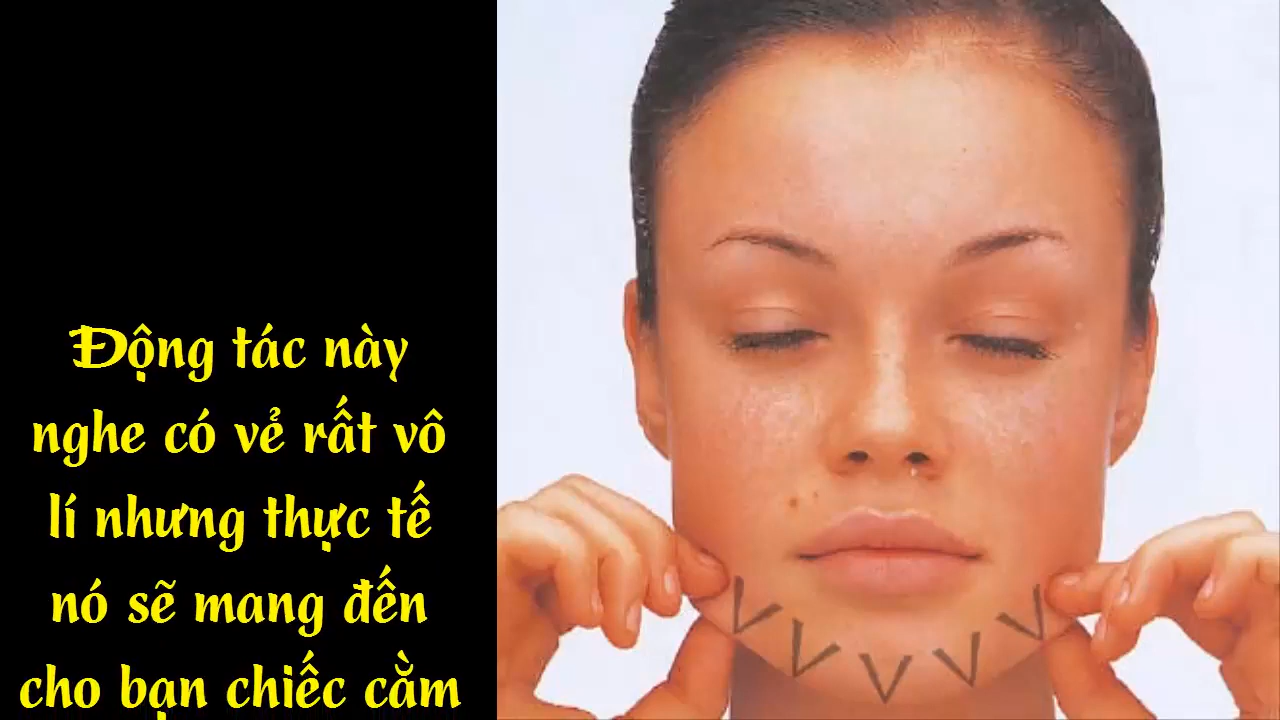 Động tác này
nghe có vẻ rất vô
lí nhưng thực tế
nó sẽ mang đến
cho bạn chiếc cằm